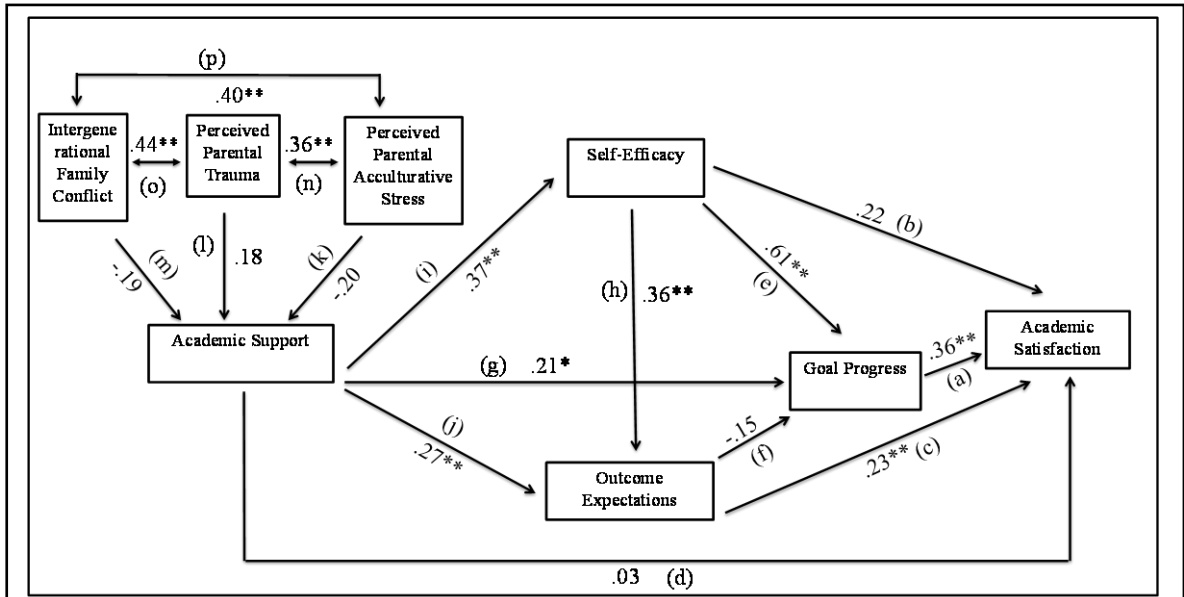 (p)
.40**
Intergene
rational
Family
Conflict
.44**
(o)
Perceived
Parental
Trauma
.36**
(n)
Perceived
Parental
Acculturative
Stress
Self-Efficacy
(m)
-.19
(l)
.18
(k)
-.20
(i)
.37**
(h)
.36**
.61**
(e)
.22 (b)
Academic Support
(g) .21*
Goal Progress
.36**
(a)
Academic
Satisfaction
(j)
.27**
-.15
(f)
.23** (c)
Outcome
Expectations
.03 (d)